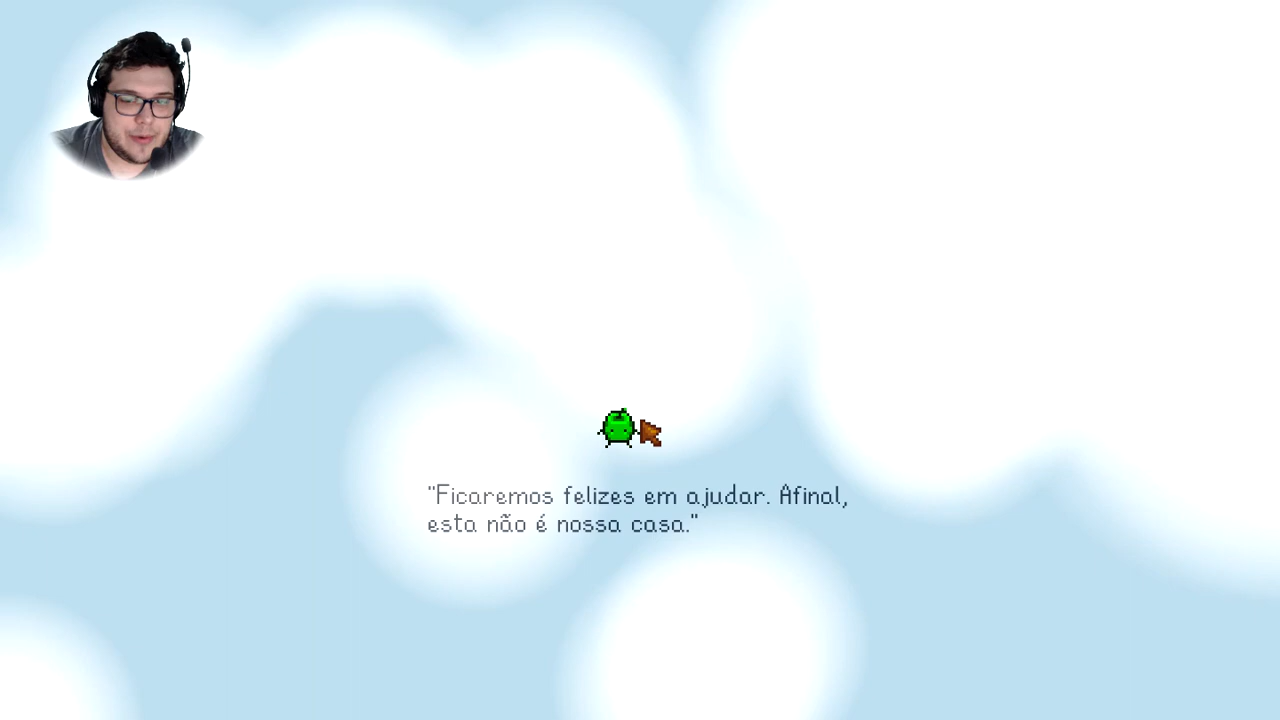 "Ficaremos felizes em ajudar. Afinal,
esta não é nossa casa."